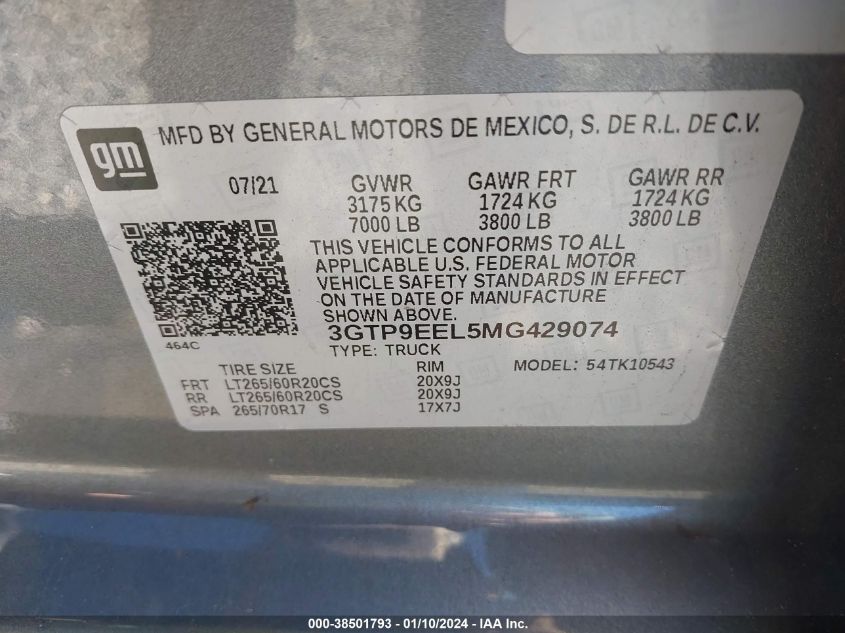 gm
MFD BY GENERAL MOTORS DE MEXICO, S. DE R.L. DE C.V.
07/21 GVWR GAWR FRT GAWR RR
3175 KG 1724 KG 1724 KG
7000 LB 3800 LB 3800 LB
THIS VEHICLE CONFORMS TO ALL
APPLICABLE U.S. FEDERAL MOTOR
VEHICLE SAFETY STANDARDS IN EFFECT
ON THE DATE OF MANUFACTURE
SHOWN ABOVE.
464C
3GTP9EEL5MG429074
TYPE: TRUCK MODEL: 54TK10543
TIRE SIZE RIM
FRT LT265/60R20CS 20X9J
RR LT265/60R20CS 20X9J
SPA 265/70R17 S 17X7J
000-38501793 - 01/10/2024 - IAA Inc.